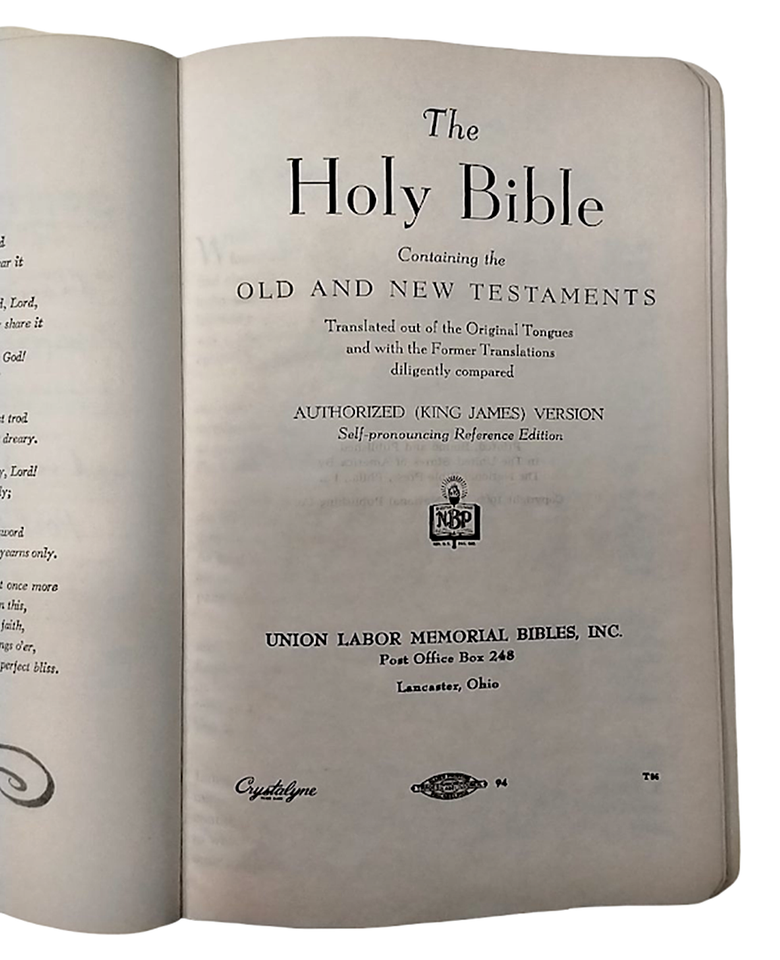 d
ar it
d, Lord,
share it
God!
t trod
dreary.
y, Lord!
ly;
word
yearns only.
t once more
n this,
faith,
ngs o'er,
perfect bliss.
The
Holy Bible
Containing the
OLD AND NEW TESTAMENTS
Translated out of the Original Tongues
and with the Former Translations
diligently compared
AUTHORIZED (KING JAMES) VERSION
Self-pronouncing Reference Edition
NBP
UNION LABOR MEMORIAL BIBLES, INC.
Post Office Box 248
Lancaster, Ohio
Crystalyne
94